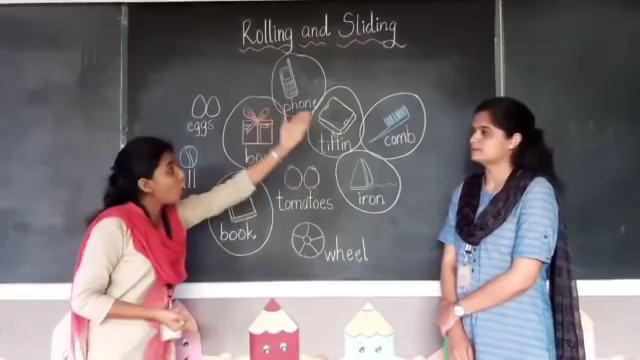 Rolling and Sliding
phone
eggs
tiffin
comb
iron
tomatoes
book
wheel